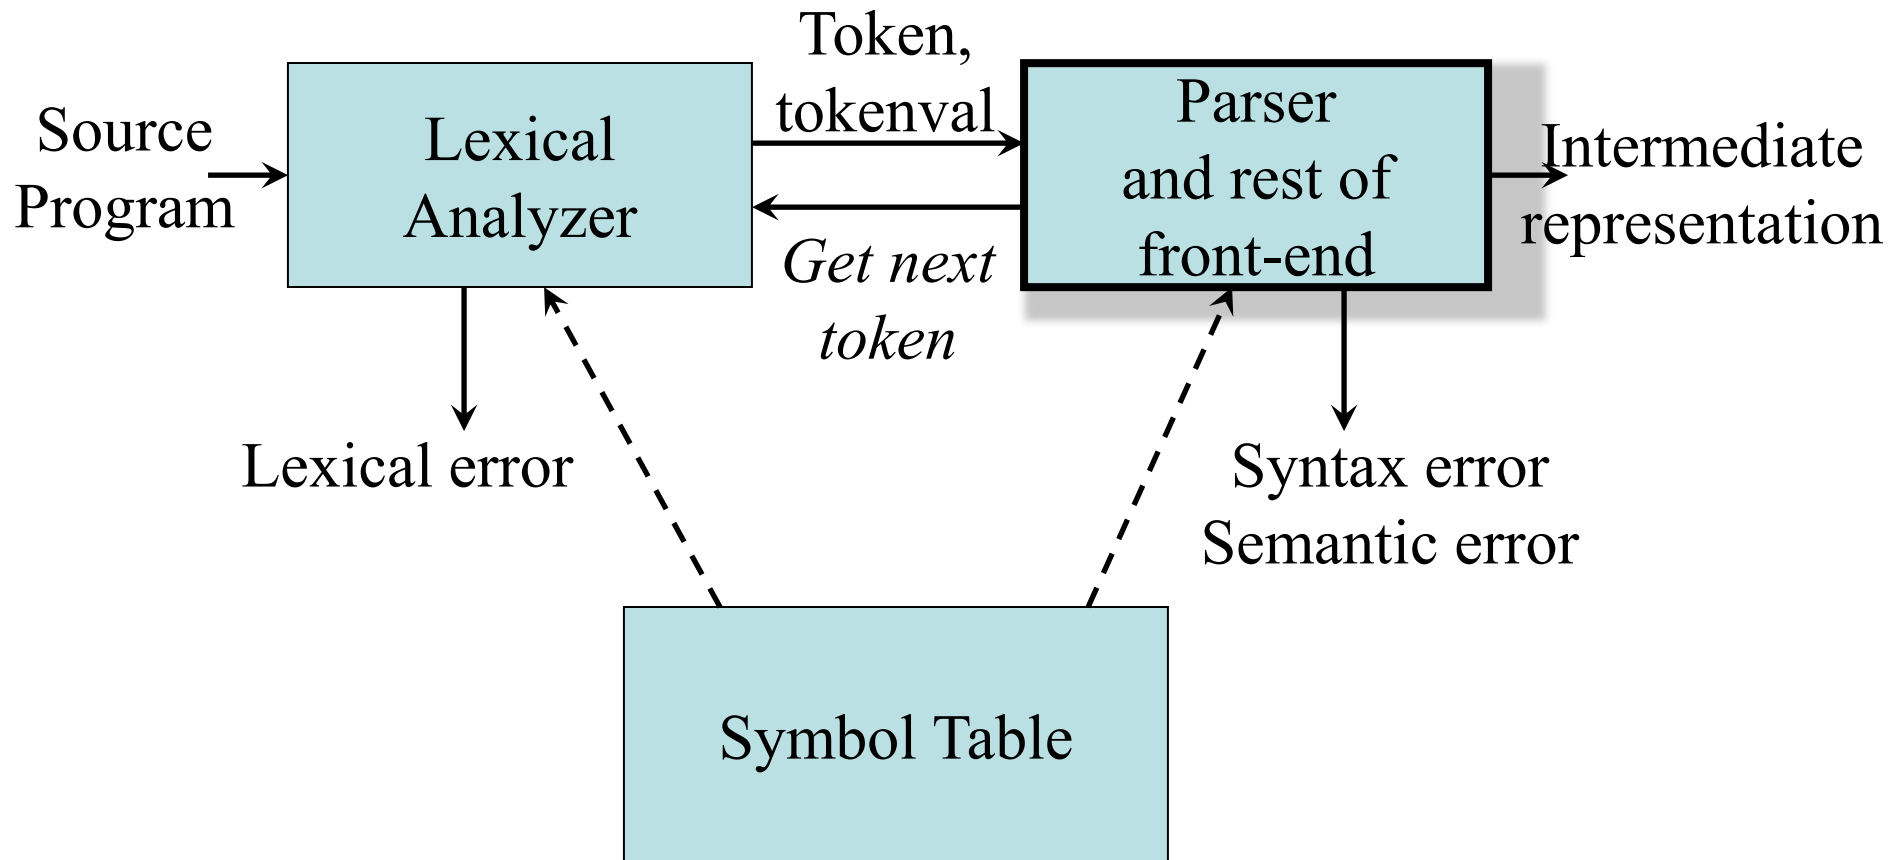 Source
Program
Lexical
Analyzer
Token,
tokenval
Get next
token
Parser
and rest of
front-end
Intermediate
representation
Lexical error
Syntax error
Semantic error
Symbol Table